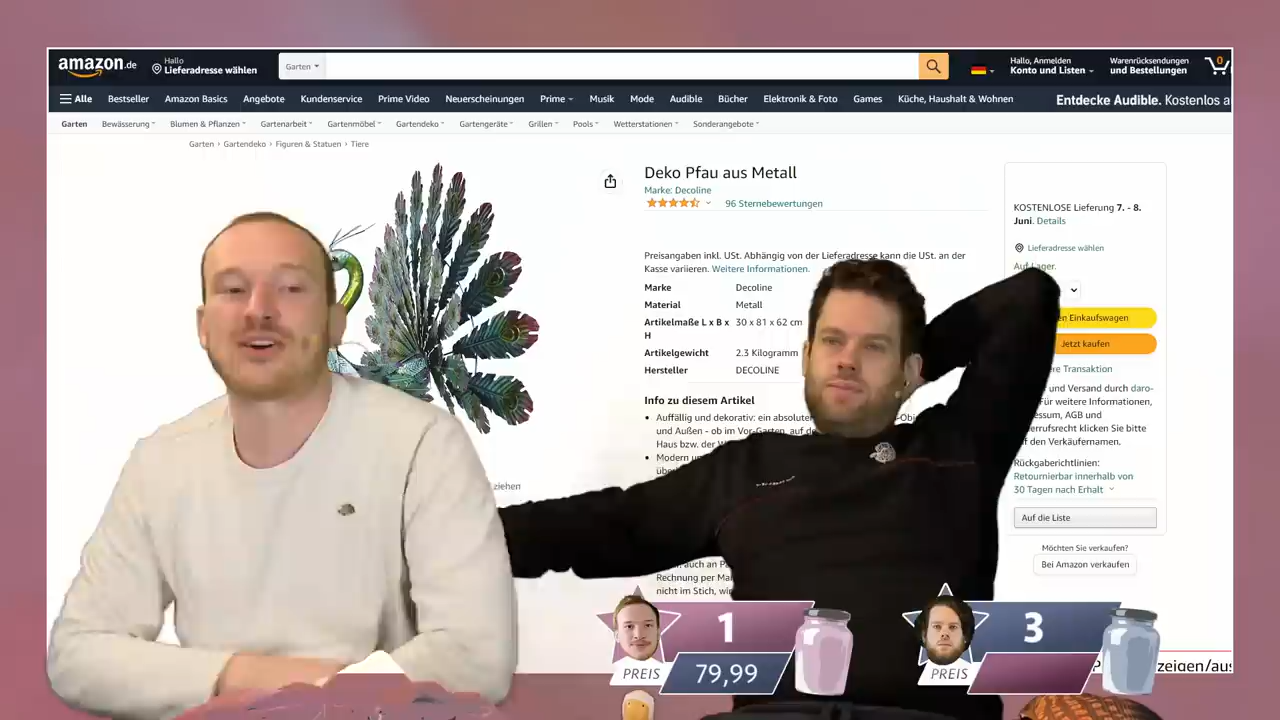 amazon.de
Hallo
Lieferadresse wählen
Garten
Hallo, Anmelden
Konto und Listen
Warenrücksendungen
und Bestellungen
0
Alle
Bestseller
Amazon Basics
Angebote
Kundenservice
Prime Video
Neuerscheinungen
Prime
Musik
Mode
Audible
Bücher
Elektronik & Foto
Games
Küche, Haushalt & Wohnen
Entdecke Audible. Kostenlos a
Garten
Bewässerung
Blumen & Pflanzen
Gartenarbeit
Gartenmöbel
Gartendeko
Gartengeräte
Grillen
Pools
Wetterstationen
Sonderangebote
Garten › Gartendeko › Figuren & Statuen › Tiere
Deko Pfau aus Metall
Marke: Decoline
96 Sternebewertungen
Preisangaben inkl. USt. Abhängig von der Lieferadresse kann die USt. an der
Kasse variieren. Weitere Informationen.
Marke Decoline
Material Metall
Artikelmaße L x B x 30 x 81 x 62 cm
H
Artikelgewicht 2.3 Kilogramm
Hersteller DECOLINE
Info zu diesem Artikel
Auffällig und dekorativ: ein absolute
und Außen - ob im Vor-Garten, auf de
Haus bzw. der W
Modern un
ziehen
auch an Pa
Rechnung per Ma
nicht im Stich, wi
KOSTENLOSE Lieferung 7. - 8.
Juni. Details
Lieferadresse wählen
Auf Lager.
en Einkaufswagen
Jetzt kaufen
ere Transaktion
und Versand durch daro-
Für weitere Informationen,
essum, AGB und
errufsrecht klicken Sie bitte
f den Verkäufernamen.
Rückgaberichtlinien:
Retournierbar innerhalb von
30 Tagen nach Erhalt
Auf die Liste
Möchten Sie verkaufen?
Bei Amazon verkaufen
1
PREIS
79,99
3
PREIS
zeigen/aus